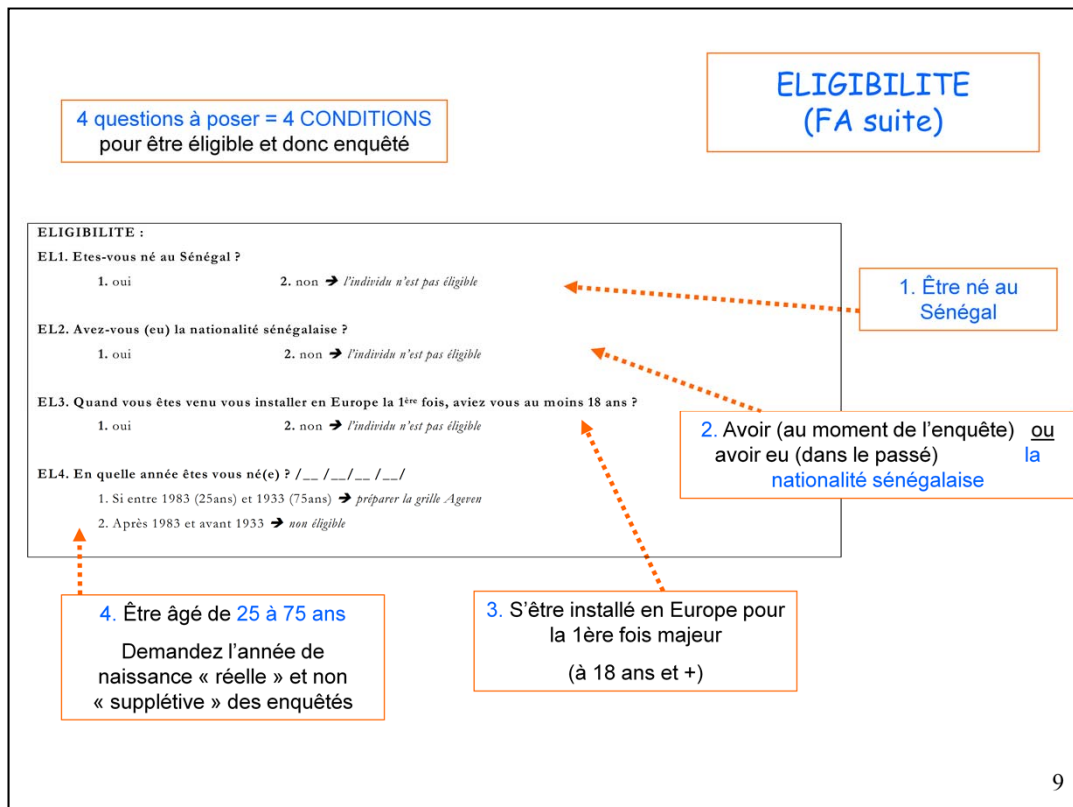 ELIGIBILITE
(FA suite)
4 questions à poser = 4 CONDITIONS
pour être éligible et donc enquêté
ELIGIBILITE :
EL1. Etes-vous né au Sénégal ?
1. oui 2. non ➔ l'individu n'est pas éligible
1. Être né au
Sénégal
EL2. Avez-vous (eu) la nationalité sénégalaise ?
1. oui 2. non ➔ l'individu n'est pas éligible
EL3. Quand vous êtes venu vous installer en Europe la 1ère fois, aviez vous au moins 18 ans ?
1. oui 2. non ➔ l'individu n'est pas éligible
2. Avoir (au moment de l'enquête) ou
avoir eu (dans le passé) la
nationalité sénégalaise
EL4. En quelle année êtes vous né(e) ? /__ /__/__ /__/
1. Si entre 1983 (25ans) et 1933 (75ans) ➔ préparer la grille Ageven
2. Après 1983 et avant 1933 ➔ non éligible
4. Être âgé de 25 à 75 ans
Demandez l'année de
naissance « réelle » et non
« supplétive » des enquêtés
3. S'être installé en Europe pour
la 1ère fois majeur
(à 18 ans et +)
9